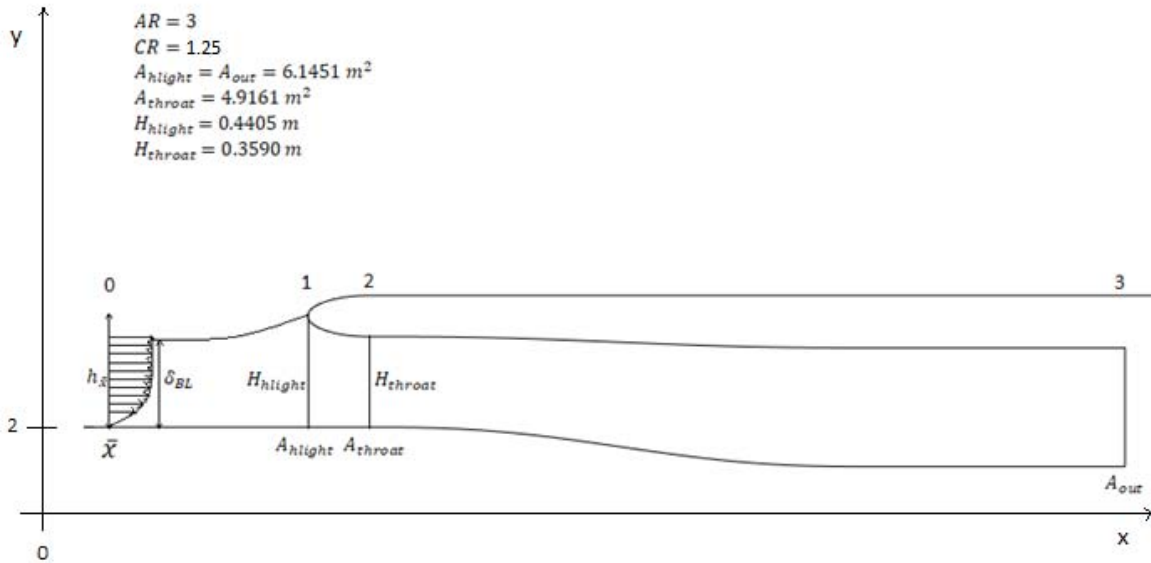 y
AR = 3
CR = 1.25
A_hlight = A_out = 6.1451 m²
A_throat = 4.9161 m²
H_hlight = 0.4405 m
H_throat = 0.3590 m
0 1 2 3
h_x̄ δ_BL H_hlight H_throat
2
x̄ A_hlight A_throat
A_out
x
0